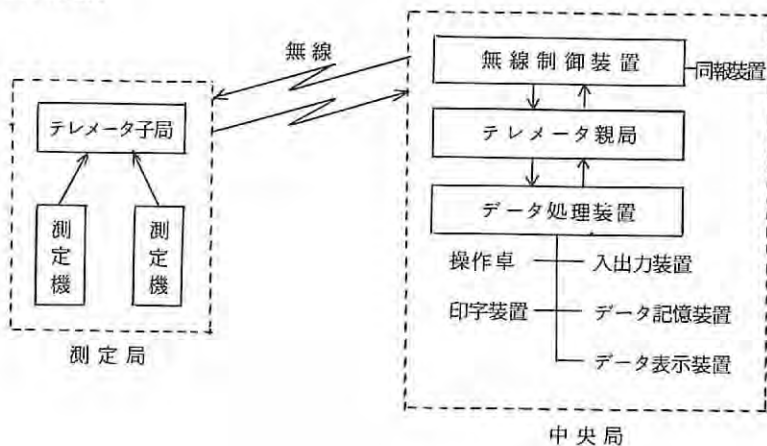 無線
テレメータ子局
測定機
測定機
測定局
無線制御装置
同報装置
テレメータ親局
データ処理装置
操作卓
入出力装置
印字装置
データ記憶装置
データ表示装置
中央局